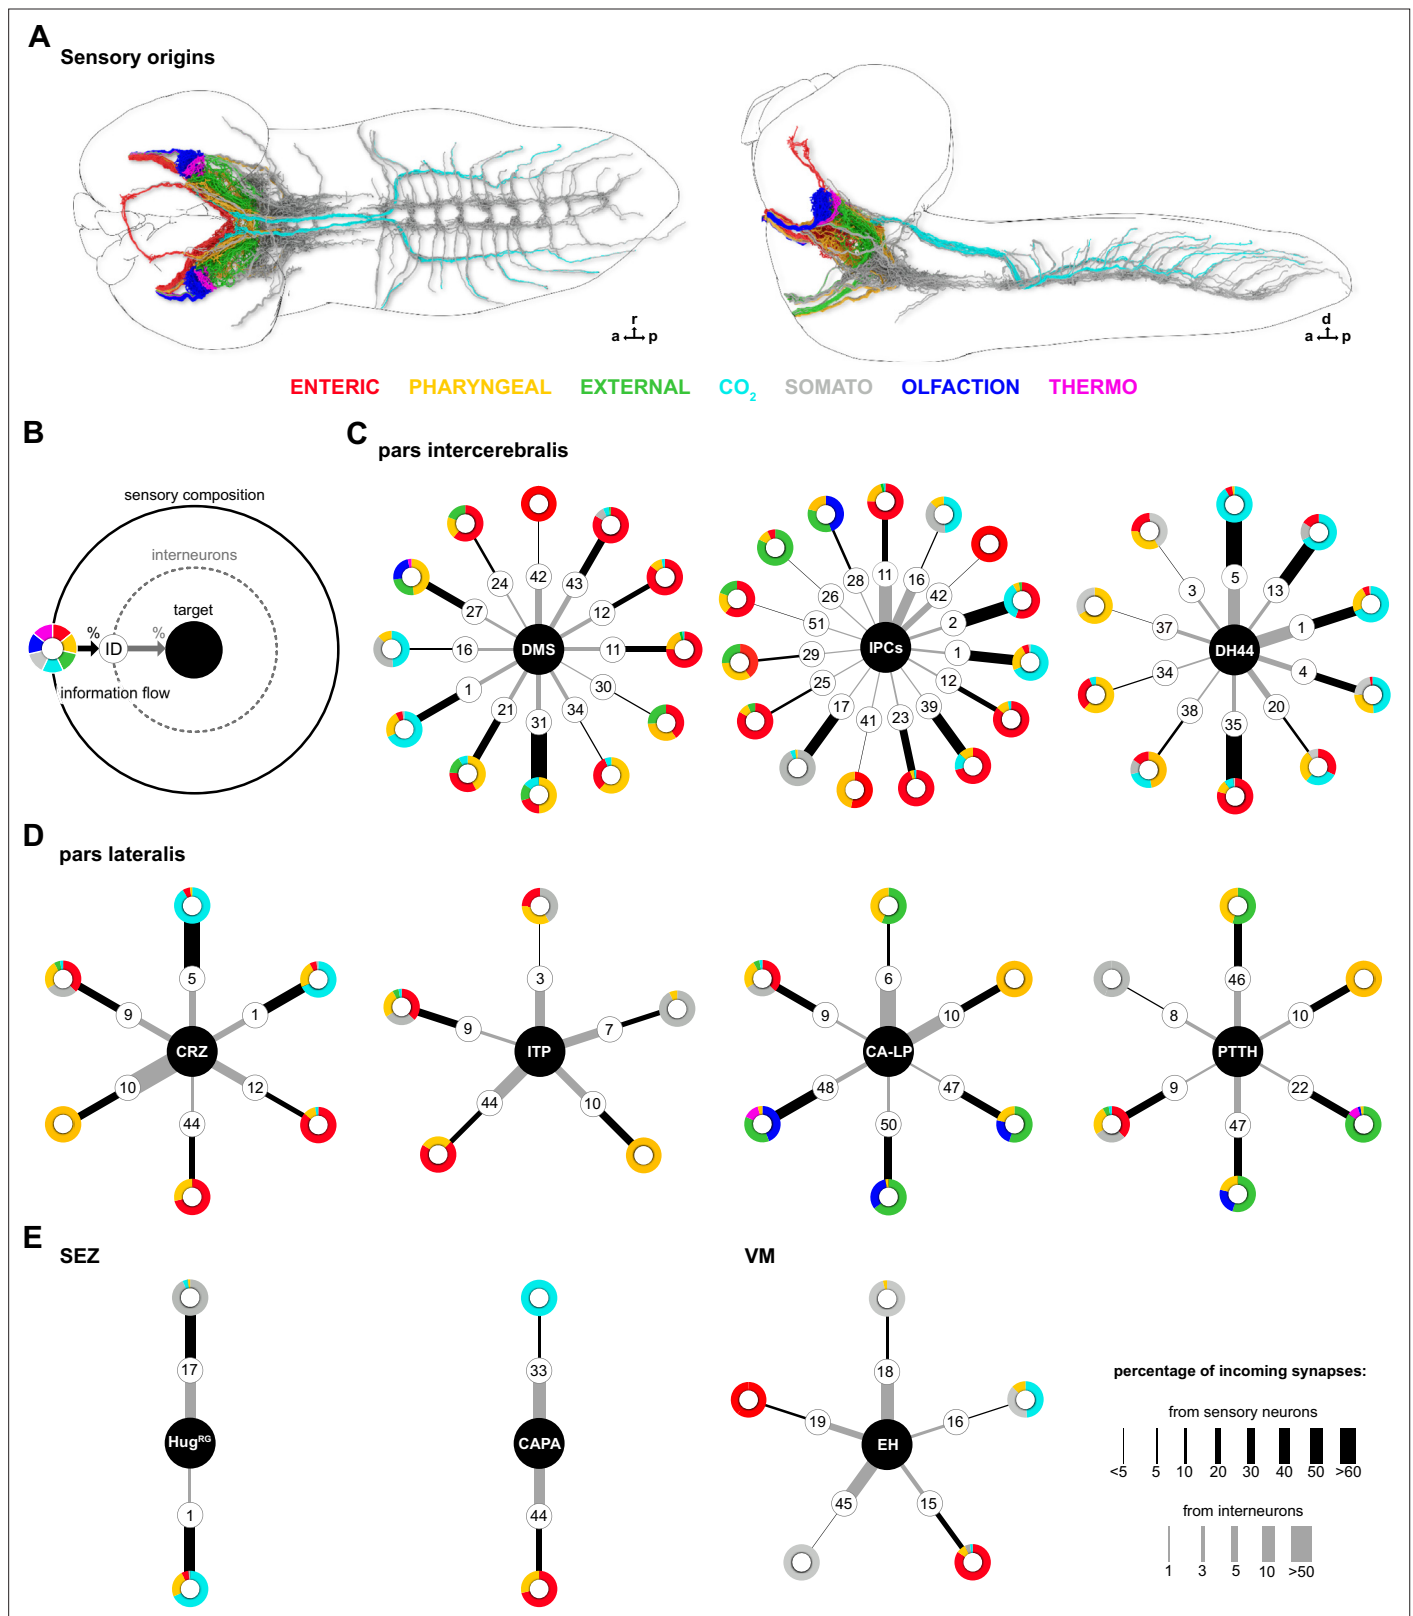 A
Sensory origins
r
a p
d
a p
ENTERIC PHARYNGEAL EXTERNAL CO2 SOMATO OLFACTION THERMO
B
sensory composition
interneurons
target
% %
ID
information flow
C
pars intercerebralis
DMS
42
43
12
11
30
34
31
21
1
16
27
24
IPCs
11
16
42
2
1
12
39
23
41
17
25
29
51
26
28
DH44
5
13
1
4
20
35
38
34
37
3
D
pars lateralis
CRZ
5
1
12
44
10
9
ITP
3
7
10
44
9
CA-LP
6
10
47
50
48
9
PTTH
46
10
22
47
9
8
E
SEZ
17
HugRG
1
33
CAPA
44
VM
18
16
15
45
19
EH
percentage of incoming synapses:
from sensory neurons
<5 5 10 20 30 40 50 >60
from interneurons
1 3 5 10 >50